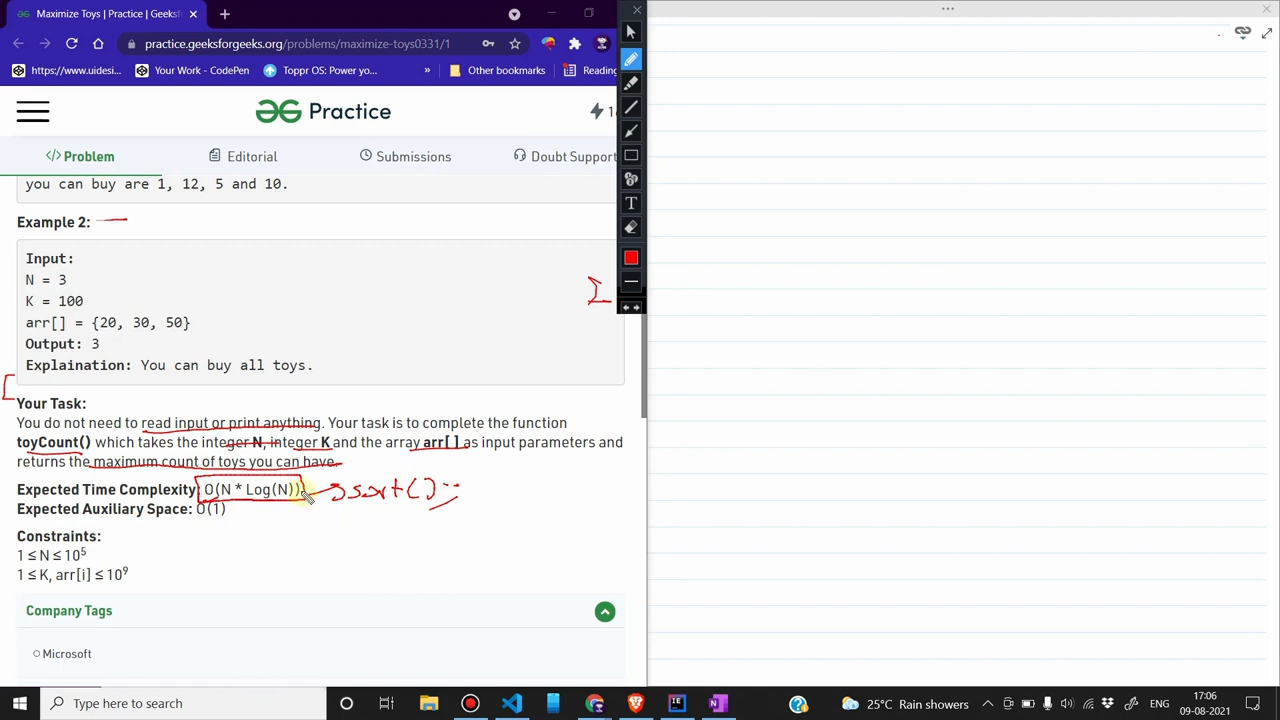 Maximize Toys | Practice | Geeksf
practice
ksforgeeks.org/problems/maximize-toys0331/1
https://www.uidesi...
Your Work - CodePen
Toppr OS: Power yo...
»
Other bookmarks
Reading
Practice
</> Problem
Editorial
Submissions
Doubt Support
you can buy are 1, 12, 5 and 10.
Example 2:
Input:
N = 3
K = 100
arr[] = {20, 30, 50}
Output: 3
Explaination: You can buy all toys.
Your Task:
You do not need to read input or print anything. Your task is to complete the function
toyCount() which takes the integer N, integer K and the array arr[ ] as input parameters and
returns the maximum count of toys you can have.
Expected Time Complexity: O(N * Log(N)) sort()
Expected Auxiliary Space: O(1)
Constraints:
1 ≤ N ≤ 10⁵
1 ≤ K, arr[i] ≤ 10⁹
Company Tags
Microsoft
Type here to search
25°C Rain showers
ENG
17:06
09-08-2021